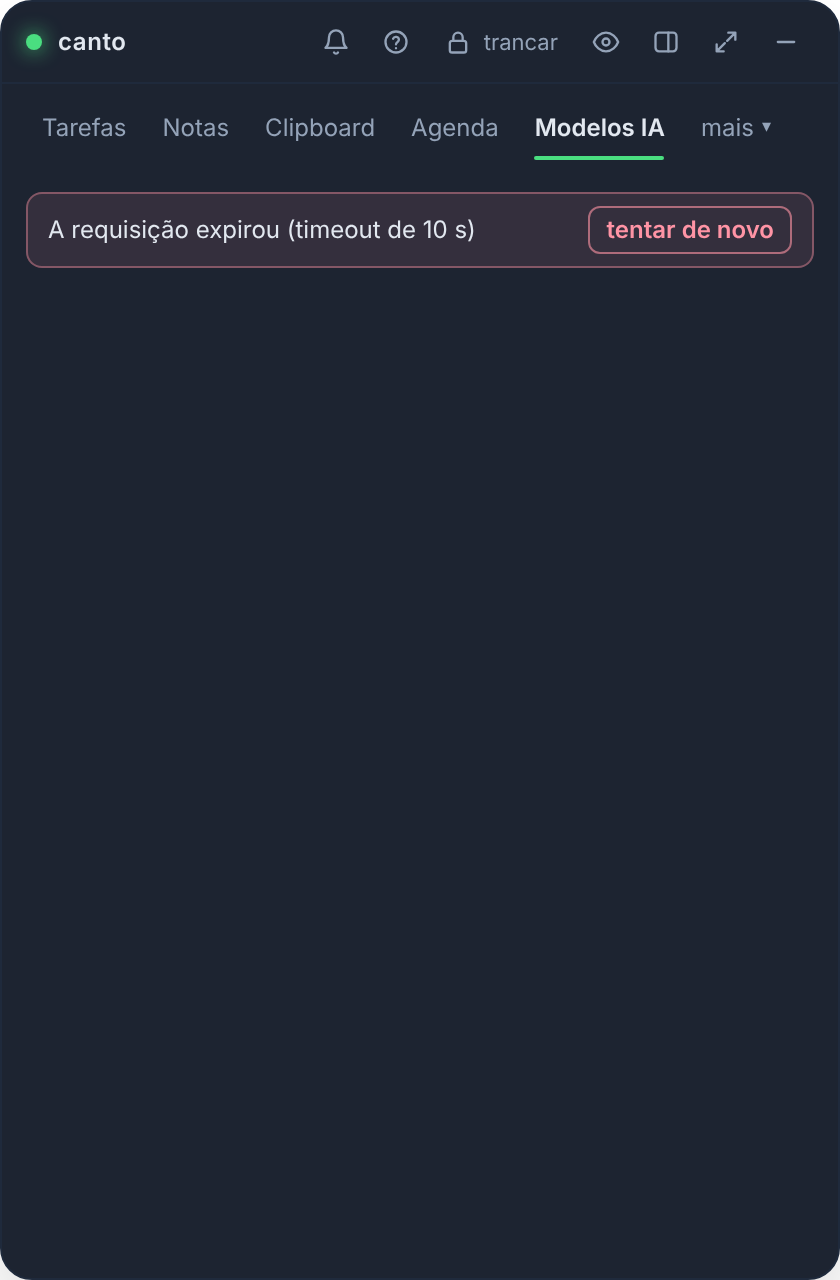 canto
trancar
Tarefas Notas Clipboard Agenda Modelos IA mais ▾
A requisição expirou (timeout de 10 s) tentar de novo